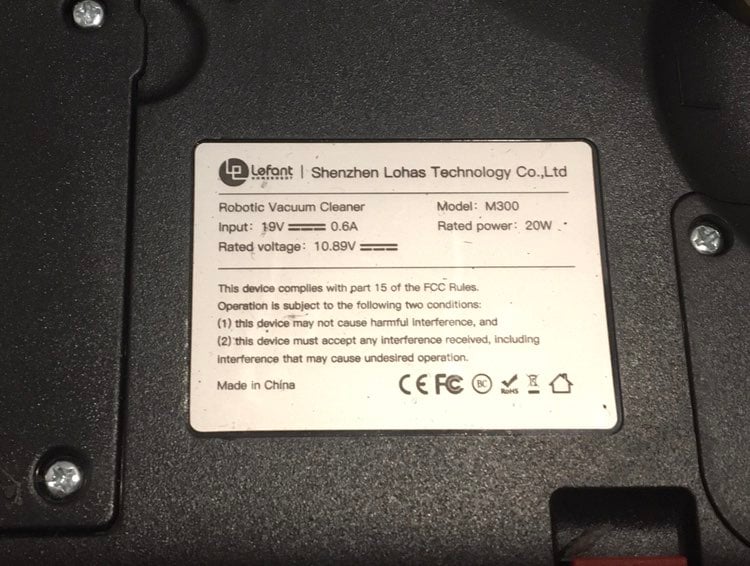 Lefant | Shenzhen Lohas Technology Co.,Ltd
Robotic Vacuum Cleaner Model: M300
Input: 19V 0.6A Rated power: 20W
Rated voltage: 10.89V
This device complies with part 15 of the FCC Rules.
Operation is subject to the following two conditions:
(1) this device may not cause harmful interference, and
(2) this device must accept any interference received, including
interference that may cause undesired operation.
Made in China CE FC BC RoHS